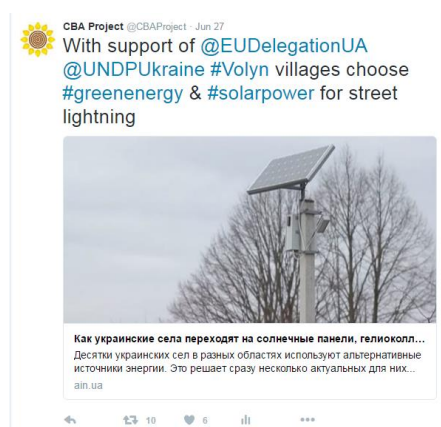 CBA Project @CBAProject · Jun 27
With support of @EUDelegationUA
@UNDPUkraine #Volyn villages choose
#greenenergy & #solarpower for street
lightning
Как украинские села переходят на солнечные панели, гелиоколл...
Десятки украинских сел в разных областях используют альтернативные
источники энергии. Это решает сразу несколько актуальных для них...
ain.ua
10 6